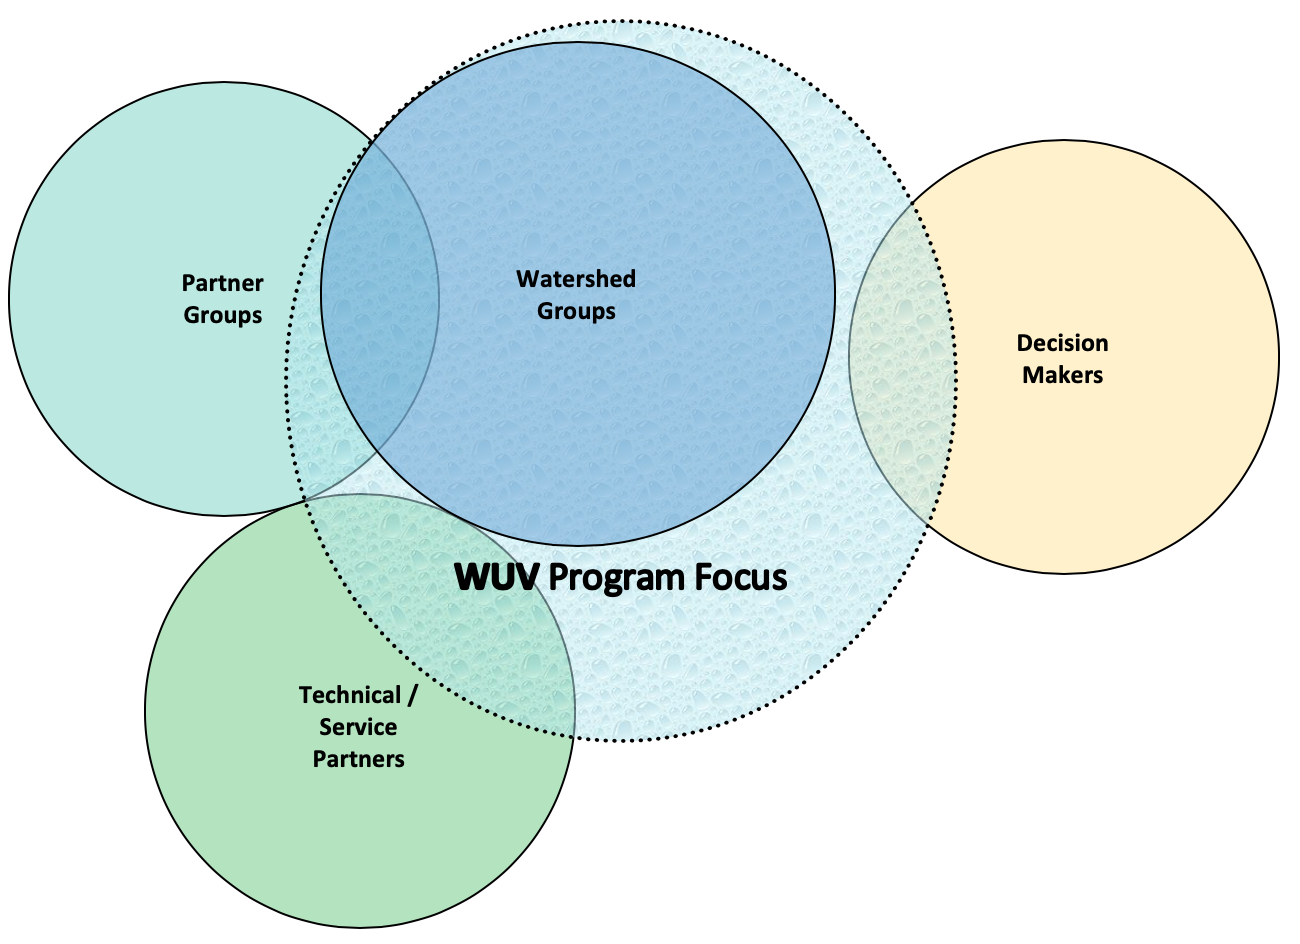 Partner
Groups
Watershed
Groups
Decision
Makers
WUV Program Focus
Technical /
Service
Partners